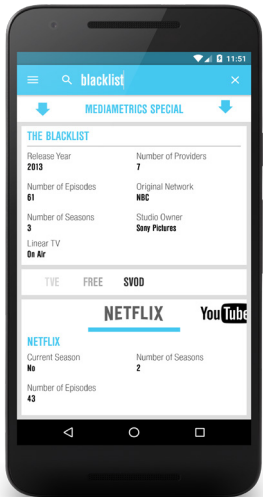 11:51
blacklist
MEDIAMETRICS SPECIAL
THE BLACKLIST
Release Year Number of Providers
2013 7
Number of Episodes Original Network
61 NBC
Number of Seasons Studio Owner
3 Sony Pictures
Linear TV
On Air
TVE FREE SVOD
NETFLIX YouTube
NETFLIX
Current Season Number of Seasons
No 2
Number of Episodes
43